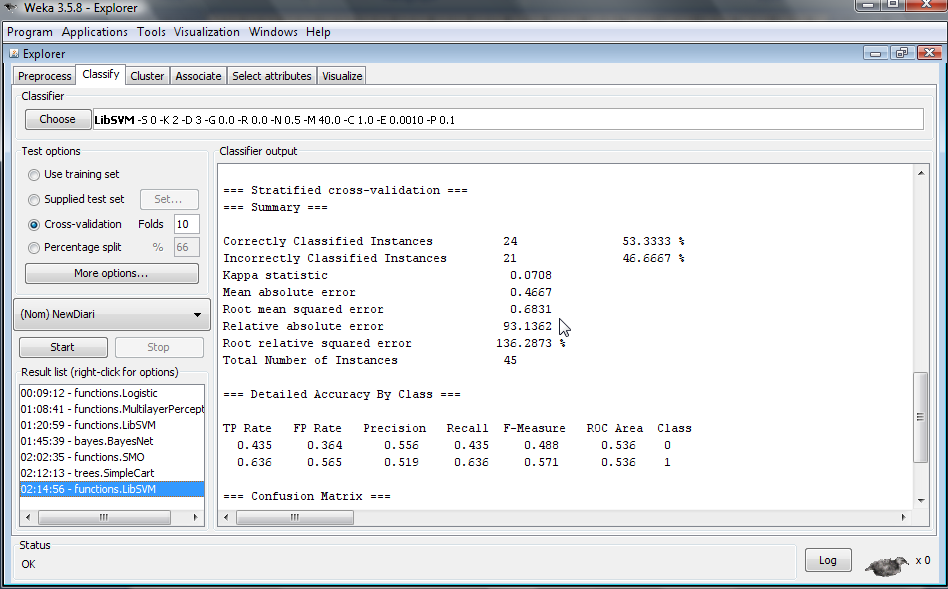 Weka 3.5.8 - Explorer
Program Applications Tools Visualization Windows Help
Explorer
Preprocess Classify Cluster Associate Select attributes Visualize
Classifier
Choose LibSVM -S 0 -K 2 -D 3 -G 0.0 -R 0.0 -N 0.5 -M 40.0 -C 1.0 -E 0.0010 -P 0.1
Test options
Use training set
Supplied test set Set...
Cross-validation Folds 10
Percentage split % 66
More options...
(Nom) NewDiari
Start Stop
Result list (right-click for options)
00:09:12 - functions.Logistic
01:08:41 - functions.MultilayerPercept
01:20:59 - functions.LibSVM
01:45:39 - bayes.BayesNet
02:02:35 - functions.SMO
02:12:13 - trees.SimpleCart
02:14:56 - functions.LibSVM
Classifier output
=== Stratified cross-validation ===
=== Summary ===
Correctly Classified Instances 24 53.3333 %
Incorrectly Classified Instances 21 46.6667 %
Kappa statistic 0.0708
Mean absolute error 0.4667
Root mean squared error 0.6831
Relative absolute error 93.1362
Root relative squared error 136.2873 %
Total Number of Instances 45
=== Detailed Accuracy By Class ===
TP Rate FP Rate Precision Recall F-Measure ROC Area Class
0.435 0.364 0.556 0.435 0.488 0.536 0
0.636 0.565 0.519 0.636 0.571 0.536 1
=== Confusion Matrix ===
Status
OK
Log x 0